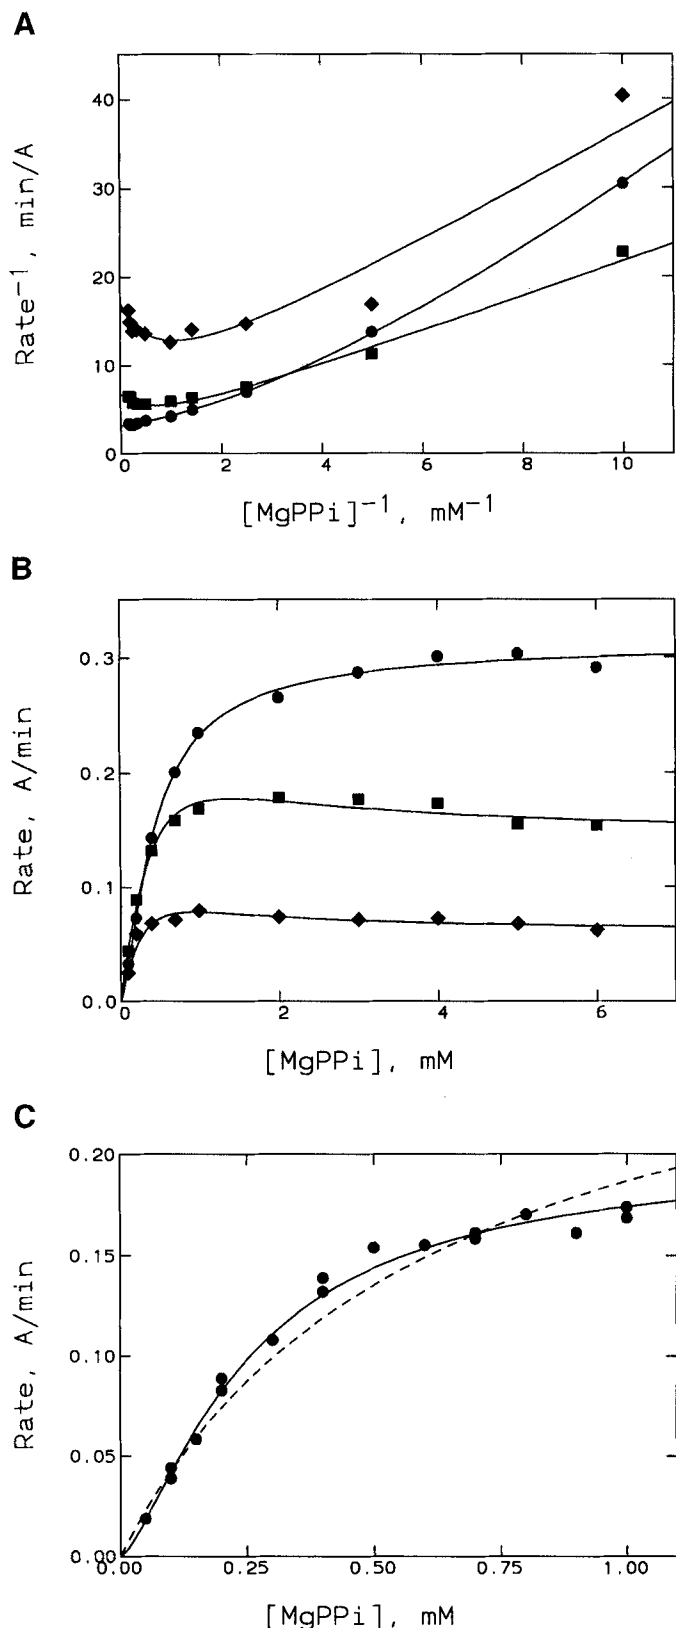 A
Rate⁻¹, min/A
40
30
20
10
0
0 2 4 6 8 10
[MgPPi]⁻¹, mM⁻¹
B
Rate, A/min
0.3
0.2
0.1
0.0
0 2 4 6
[MgPPi], mM
C
Rate, A/min
0.20
0.15
0.10
0.05
0.00
0.00 0.25 0.50 0.75 1.00
[MgPPi], mM